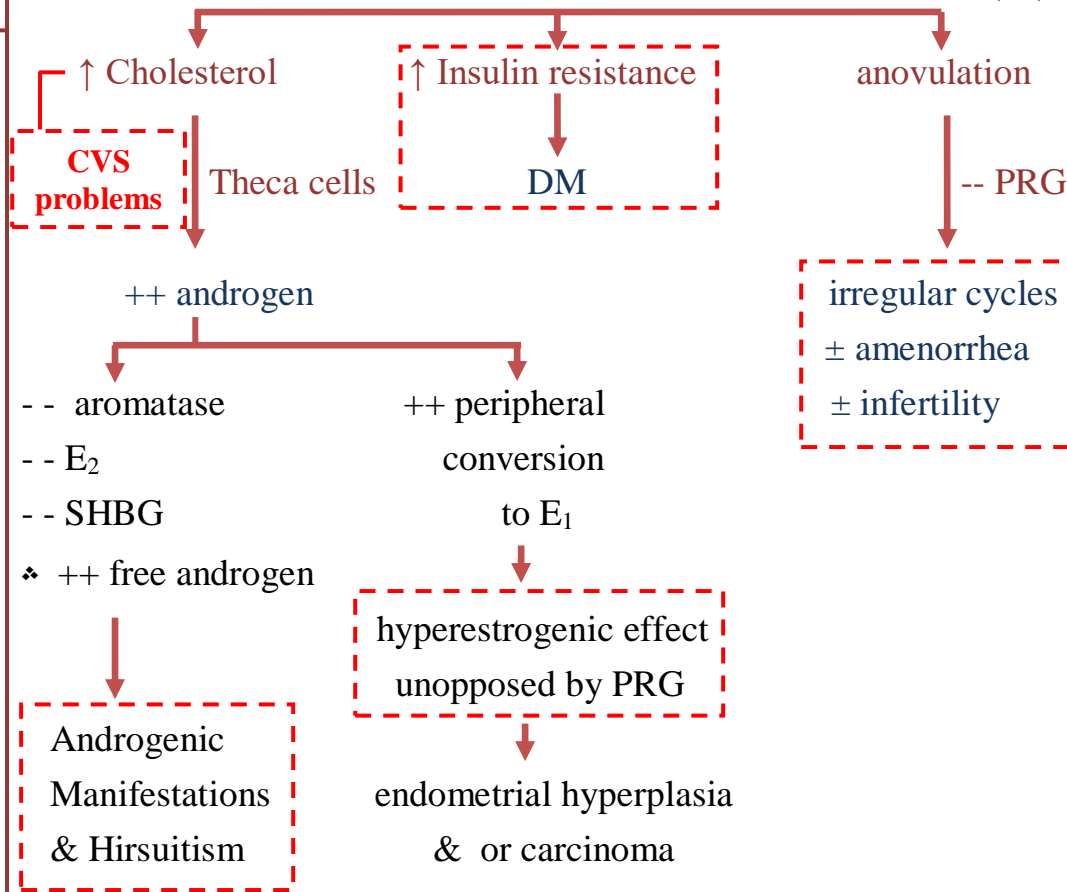 ↑ Cholesterol
↑ Insulin resistance
anovulation
CVS
problems
Theca cells
DM
-- PRG
++ androgen
irregular cycles
± amenorrhea
± infertility
- - aromatase
- - E₂
- - SHBG
❖ ++ free androgen
++ peripheral
conversion
to E₁
hyperestrogenic effect
unopposed by PRG
Androgenic
Manifestations
& Hirsuitism
endometrial hyperplasia
& or carcinoma